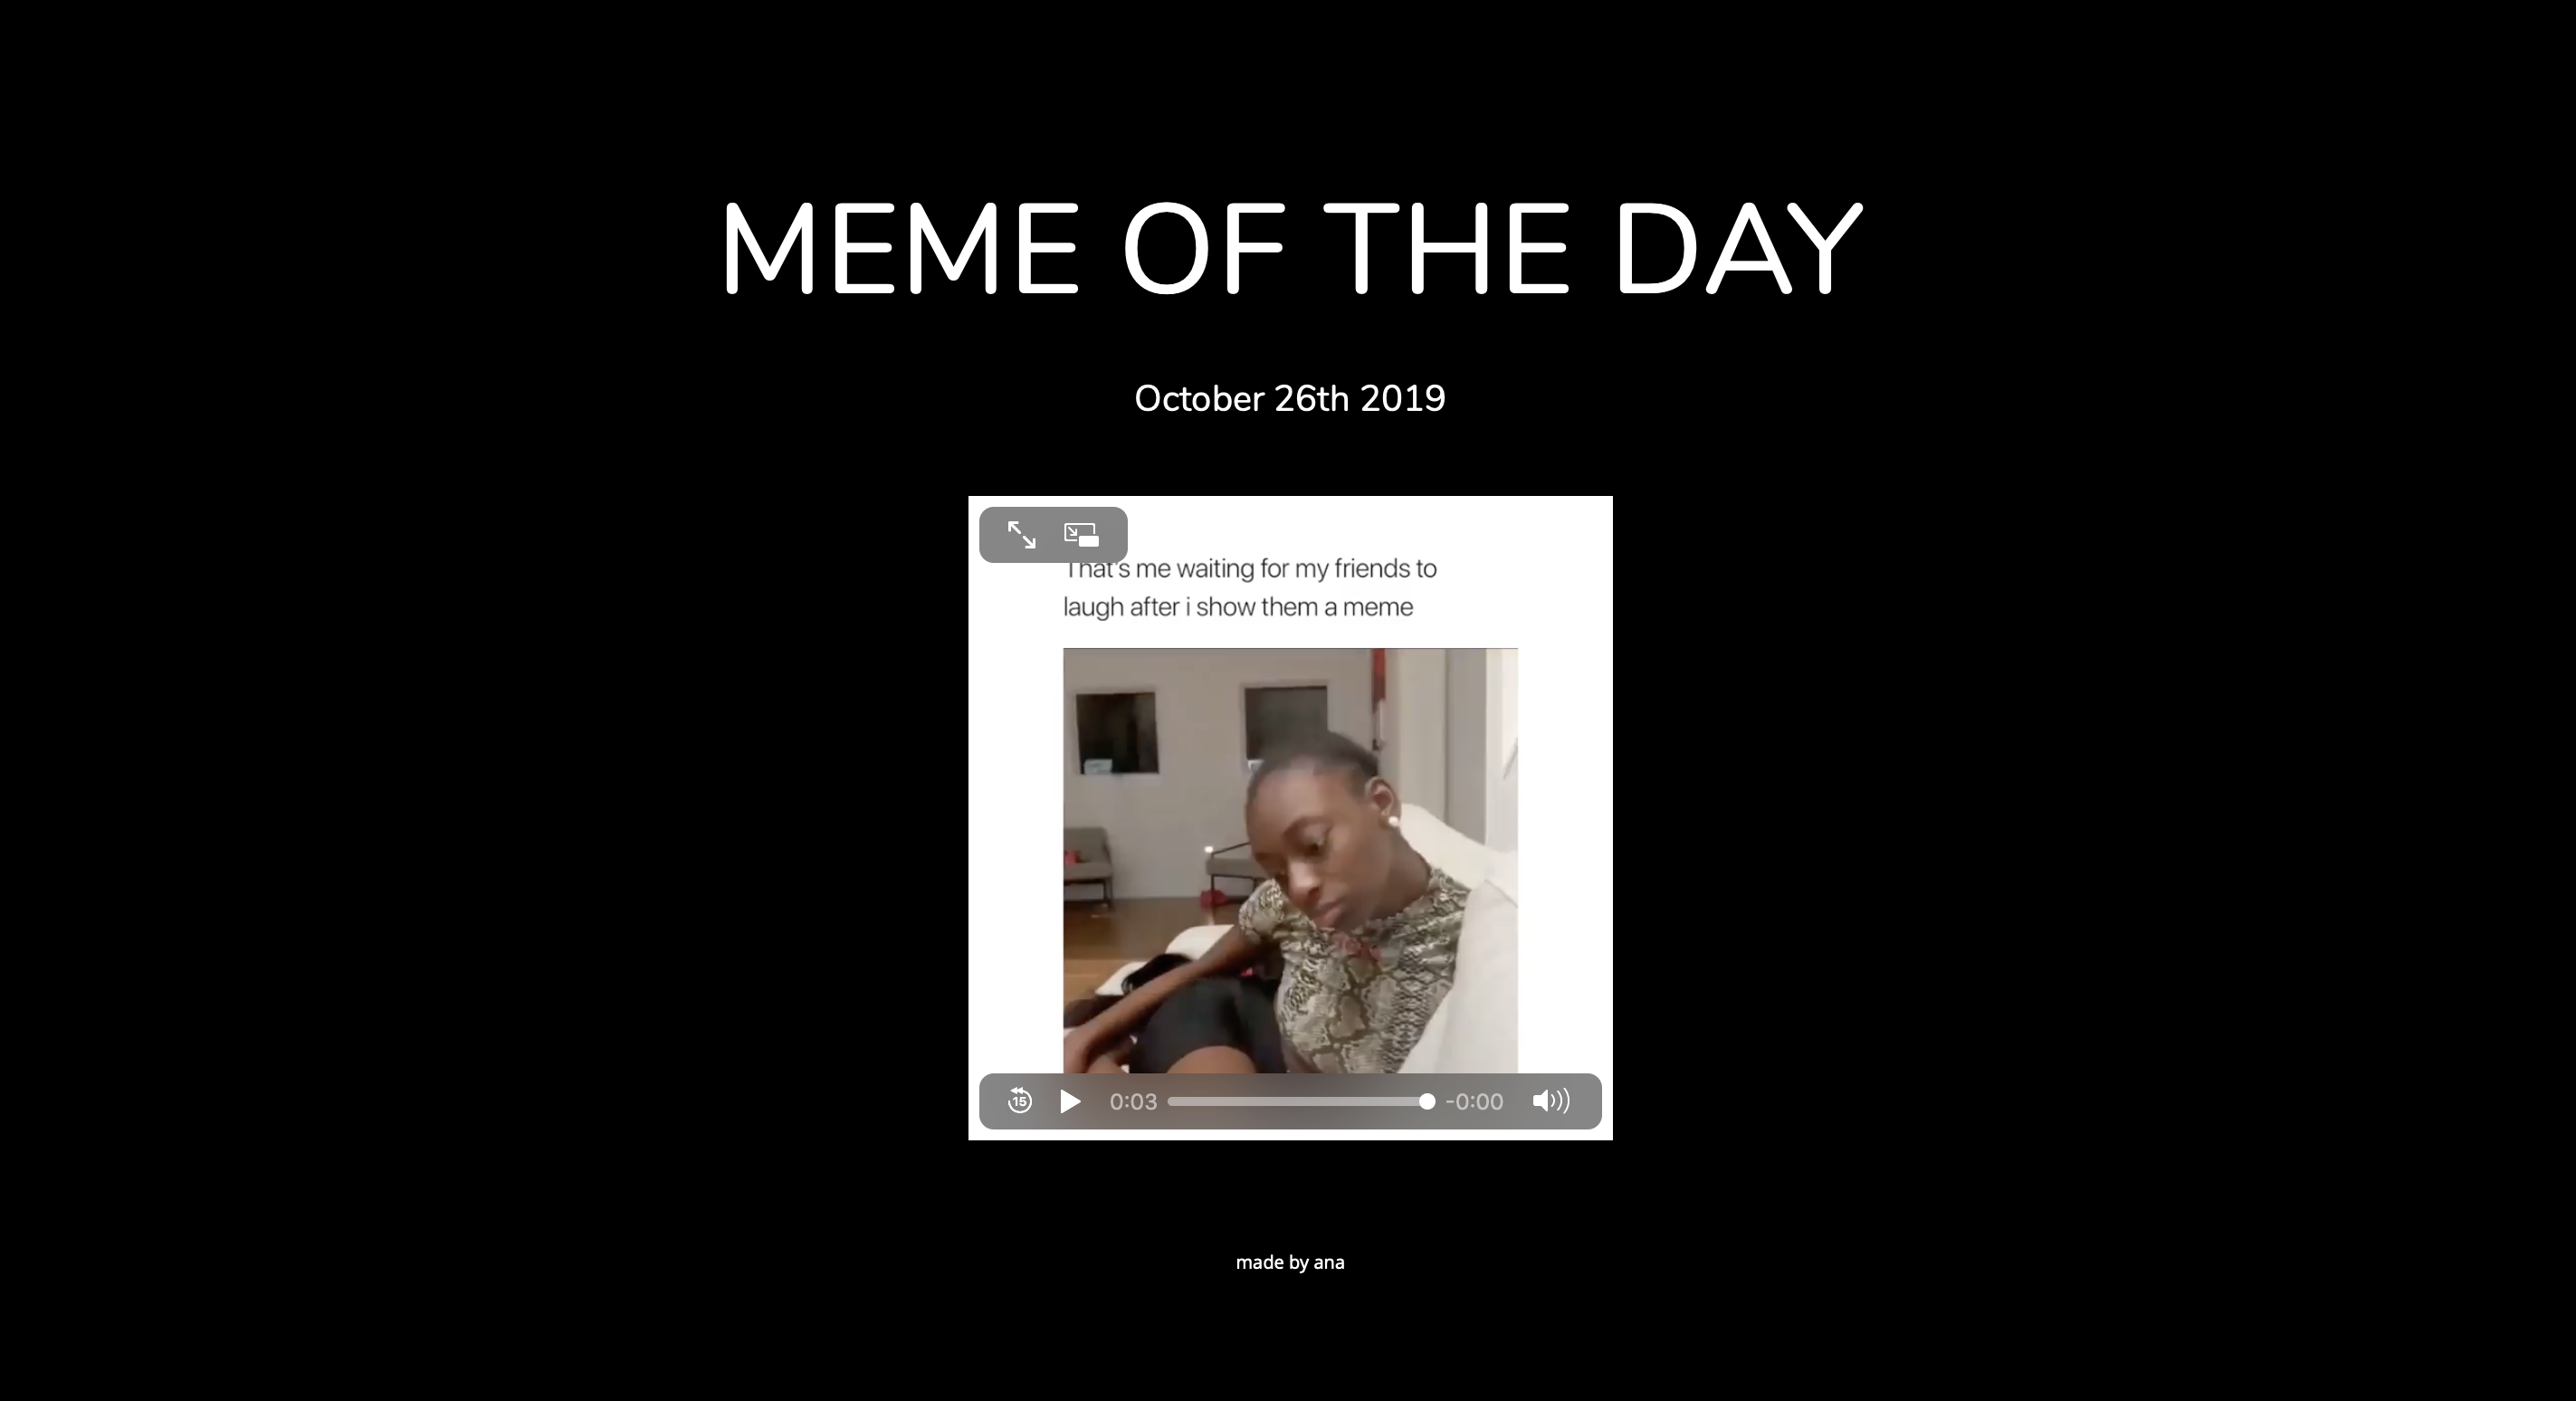 MEME OF THE DAY
October 26th 2019
That's me waiting for my friends to
laugh after i show them a meme
15
0:03
-0:00
made by ana